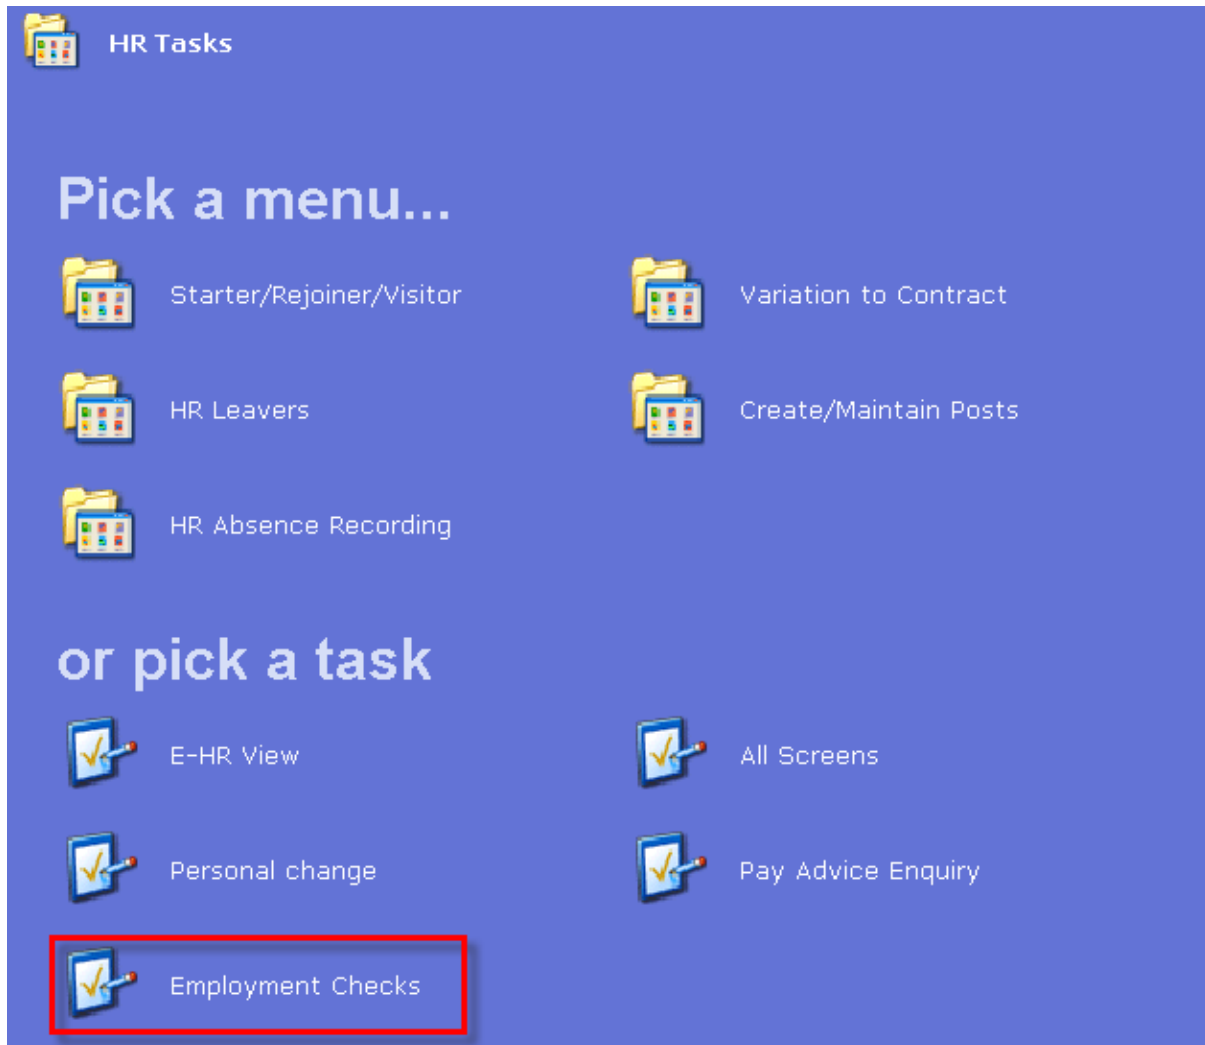 HR Tasks
Pick a menu...
Starter/Rejoiner/Visitor
Variation to Contract
HR Leavers
Create/Maintain Posts
HR Absence Recording
or pick a task
E-HR View
All Screens
Personal change
Pay Advice Enquiry
Employment Checks